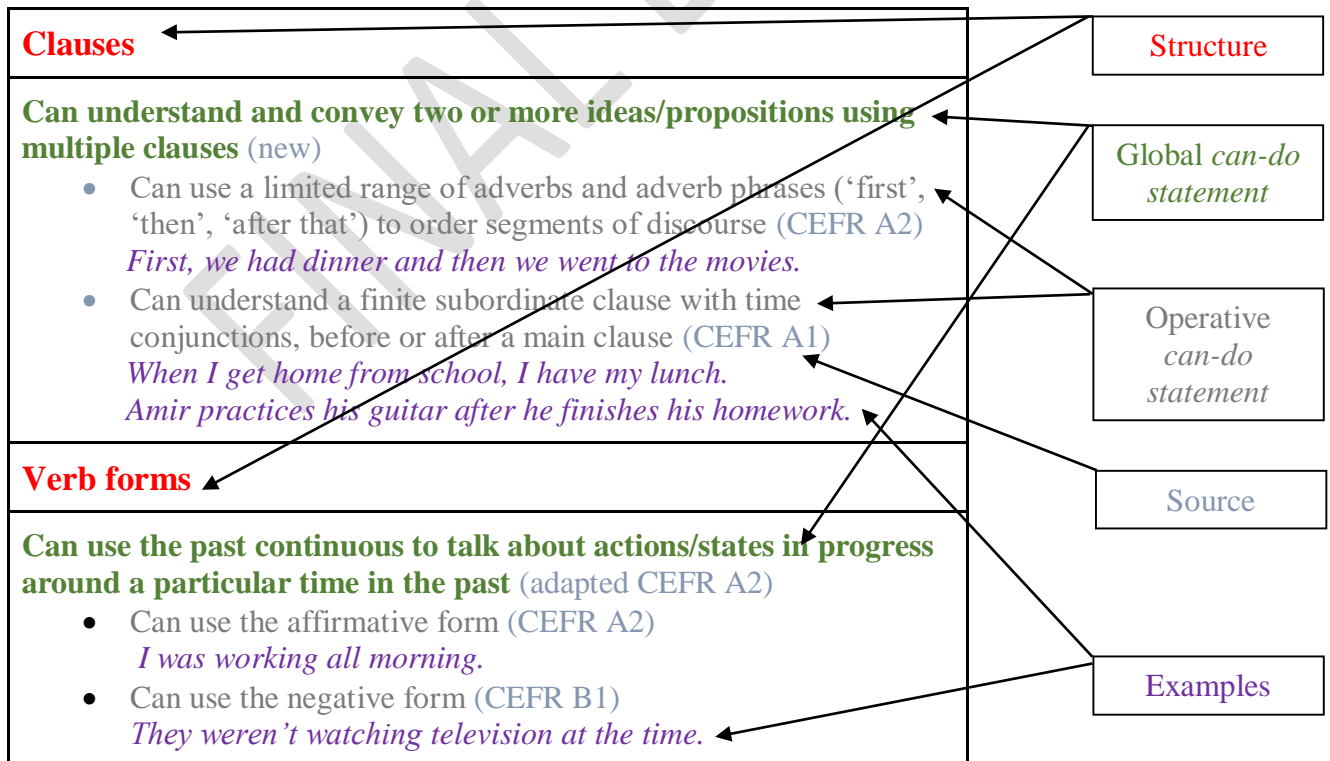 Clauses
Can understand and convey two or more ideas/propositions using
multiple clauses (new)
• Can use a limited range of adverbs and adverb phrases (‘first’,
‘then’, ‘after that’) to order segments of discourse (CEFR A2)
First, we had dinner and then we went to the movies.
• Can understand a finite subordinate clause with time
conjunctions, before or after a main clause (CEFR A1)
When I get home from school, I have my lunch.
Amir practices his guitar after he finishes his homework.
Verb forms
Can use the past continuous to talk about actions/states in progress
around a particular time in the past (adapted CEFR A2)
• Can use the affirmative form (CEFR A2)
I was working all morning.
• Can use the negative form (CEFR B1)
They weren’t watching television at the time.
Structure
Global can-do
statement
Operative
can-do
statement
Source
Examples
FINAL